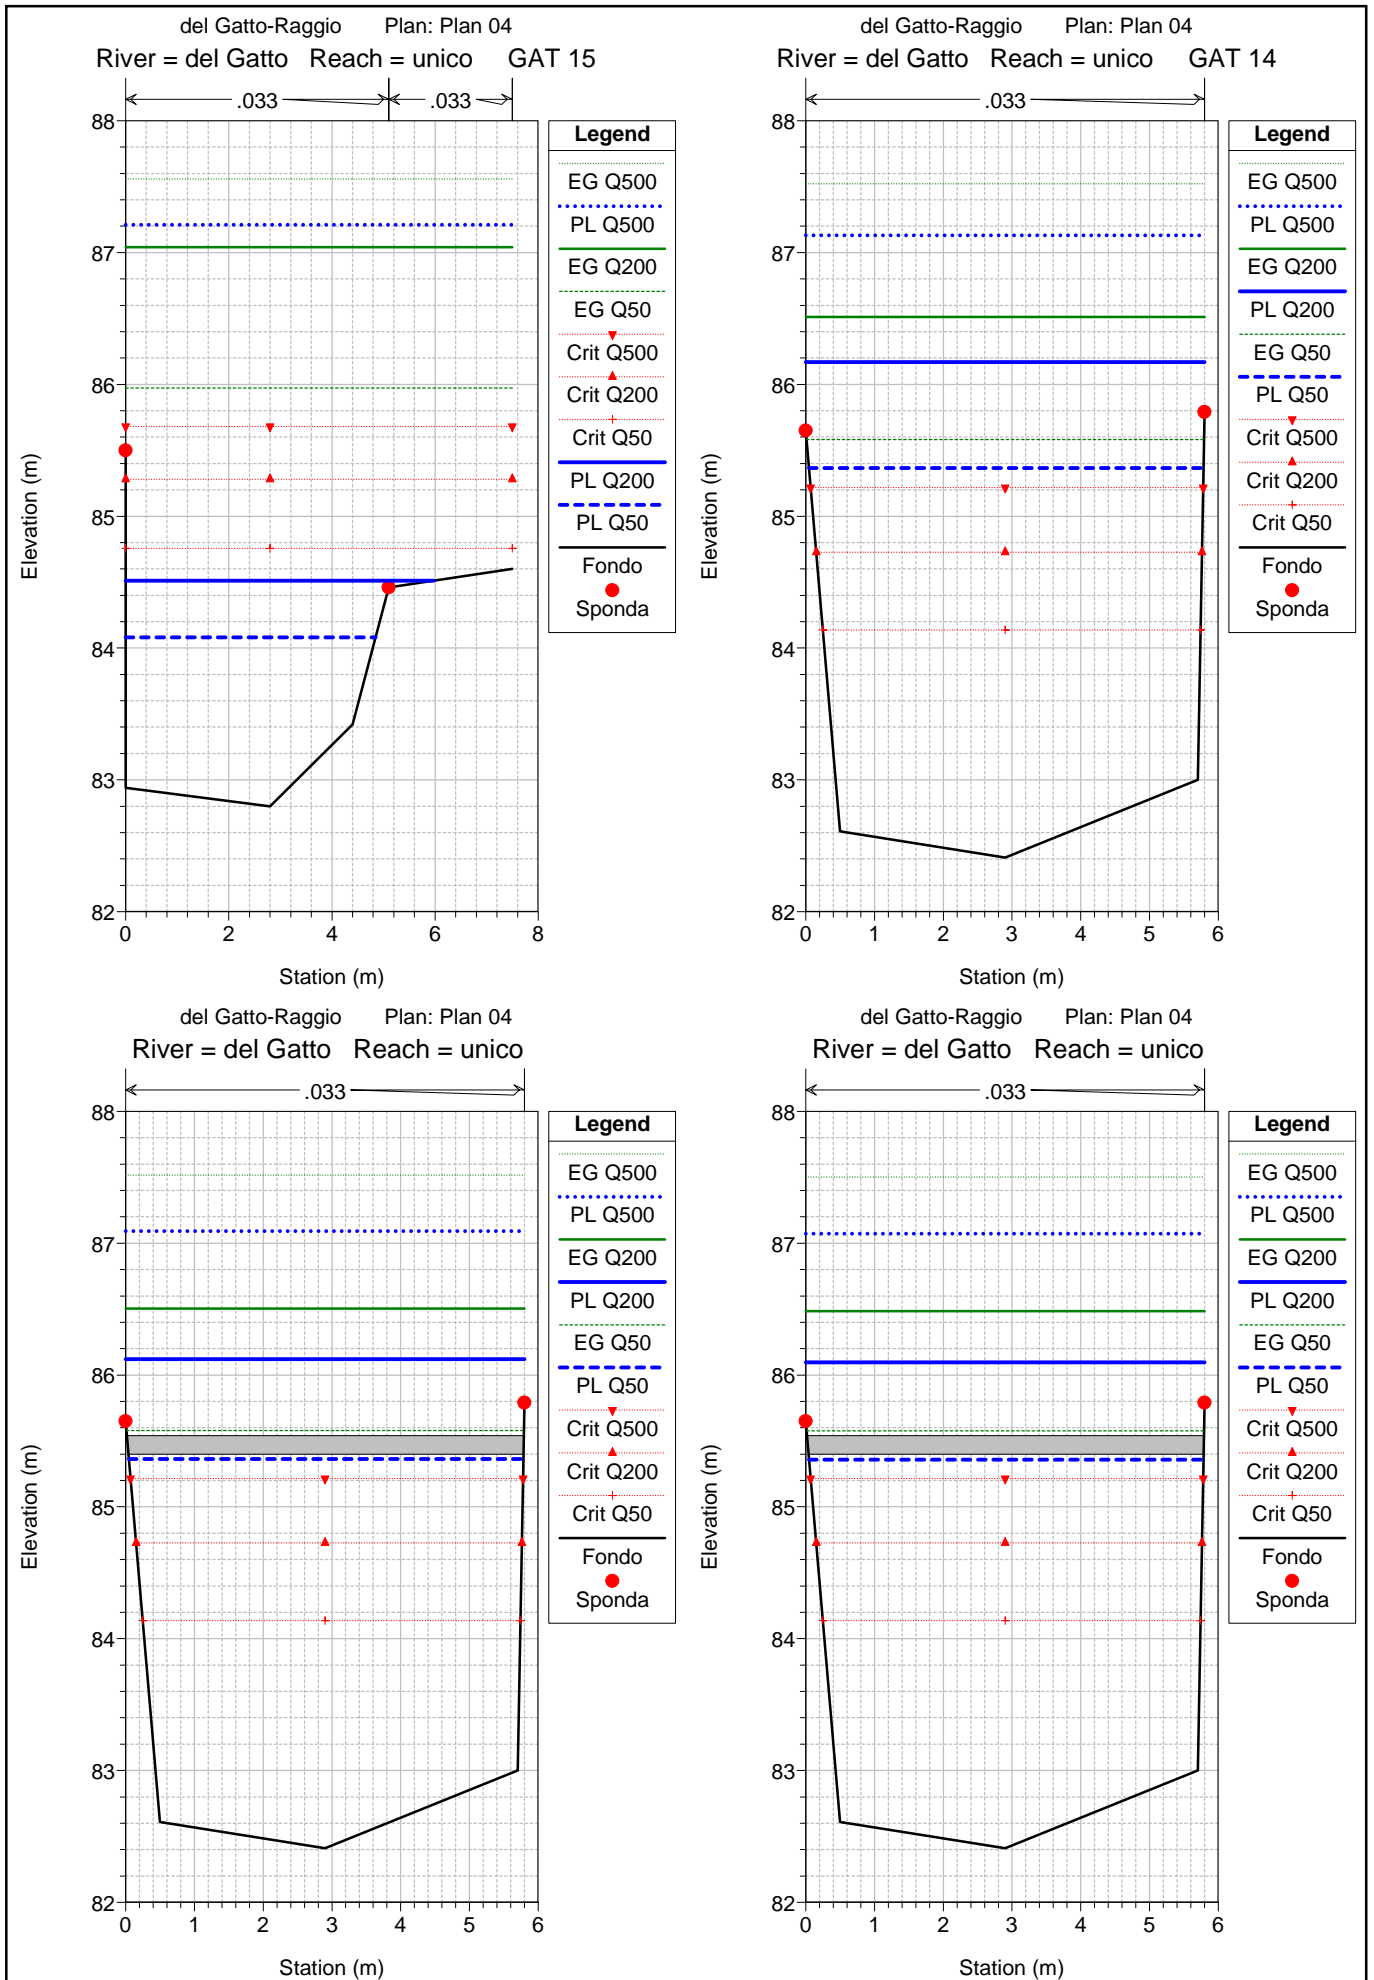 del Gatto-Raggio Plan: Plan 04
River = del Gatto Reach = unico GAT 15
.033 .033
88
87
86
85
84
83
82
Elevation (m)
0 2 4 6 8
Station (m)
Legend
EG Q500
PL Q500
EG Q200
EG Q50
Crit Q500
Crit Q200
Crit Q50
PL Q200
PL Q50
Fondo
Sponda
del Gatto-Raggio Plan: Plan 04
River = del Gatto Reach = unico GAT 14
.033
88
87
86
85
84
83
82
Elevation (m)
0 1 2 3 4 5 6
Station (m)
Legend
EG Q500
PL Q500
EG Q200
PL Q200
EG Q50
PL Q50
Crit Q500
Crit Q200
Crit Q50
Fondo
Sponda
del Gatto-Raggio Plan: Plan 04
River = del Gatto Reach = unico
.033
88
87
86
85
84
83
82
Elevation (m)
0 1 2 3 4 5 6
Station (m)
Legend
EG Q500
PL Q500
EG Q200
PL Q200
EG Q50
PL Q50
Crit Q500
Crit Q200
Crit Q50
Fondo
Sponda
del Gatto-Raggio Plan: Plan 04
River = del Gatto Reach = unico
.033
88
87
86
85
84
83
82
Elevation (m)
0 1 2 3 4 5 6
Station (m)
Legend
EG Q500
PL Q500
EG Q200
PL Q200
EG Q50
PL Q50
Crit Q500
Crit Q200
Crit Q50
Fondo
Sponda